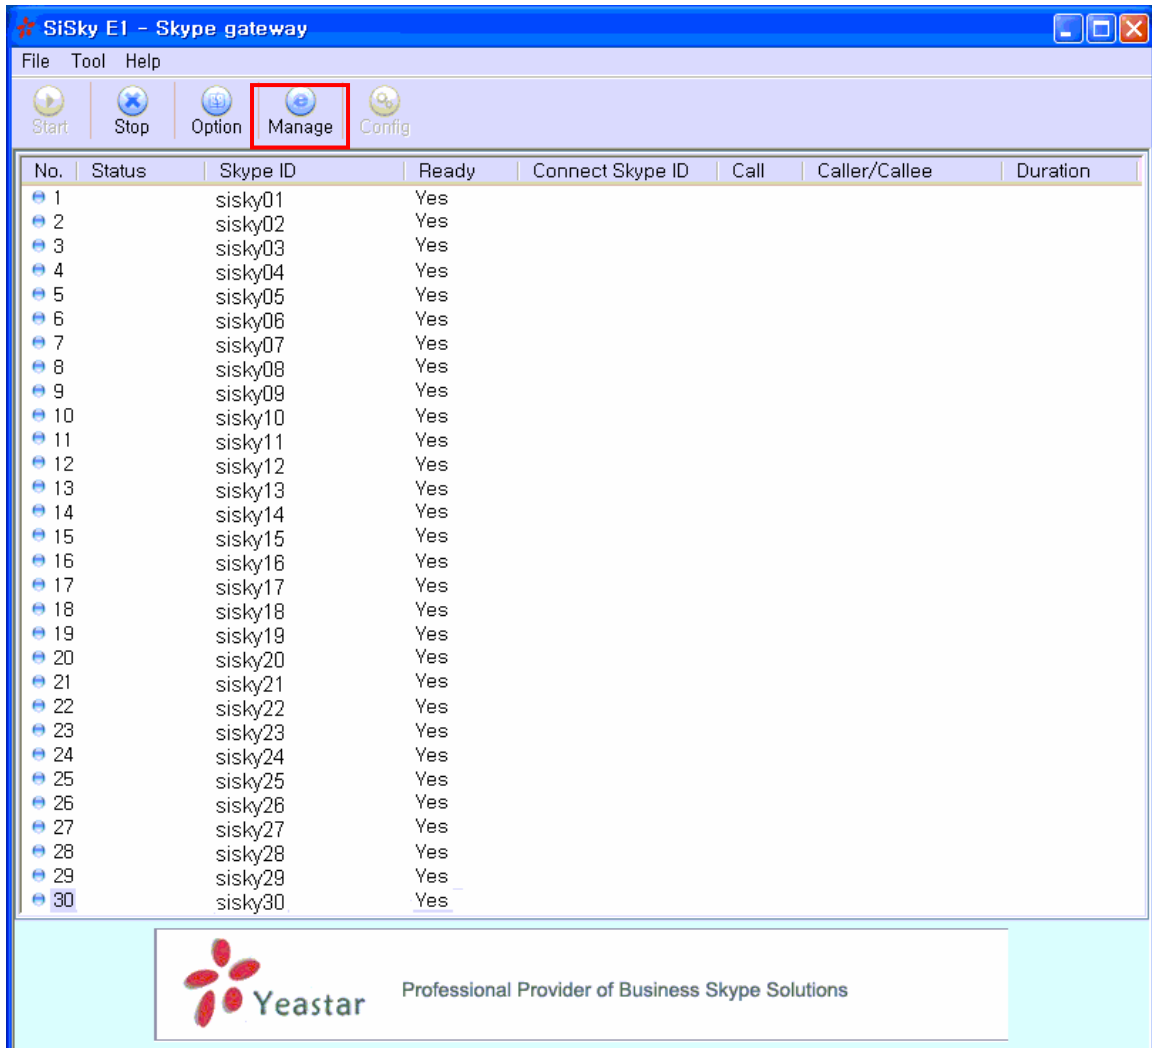 SiSky E1 - Skype gateway
File Tool Help
Start Stop Option Manage Config
No. Status Skype ID Ready Connect Skype ID Call Caller/Callee Duration
1 sisky01 Yes
2 sisky02 Yes
3 sisky03 Yes
4 sisky04 Yes
5 sisky05 Yes
6 sisky06 Yes
7 sisky07 Yes
8 sisky08 Yes
9 sisky09 Yes
10 sisky10 Yes
11 sisky11 Yes
12 sisky12 Yes
13 sisky13 Yes
14 sisky14 Yes
15 sisky15 Yes
16 sisky16 Yes
17 sisky17 Yes
18 sisky18 Yes
19 sisky19 Yes
20 sisky20 Yes
21 sisky21 Yes
22 sisky22 Yes
23 sisky23 Yes
24 sisky24 Yes
25 sisky25 Yes
26 sisky26 Yes
27 sisky27 Yes
28 sisky28 Yes
29 sisky29 Yes
30 sisky30 Yes
Yeastar Professional Provider of Business Skype Solutions